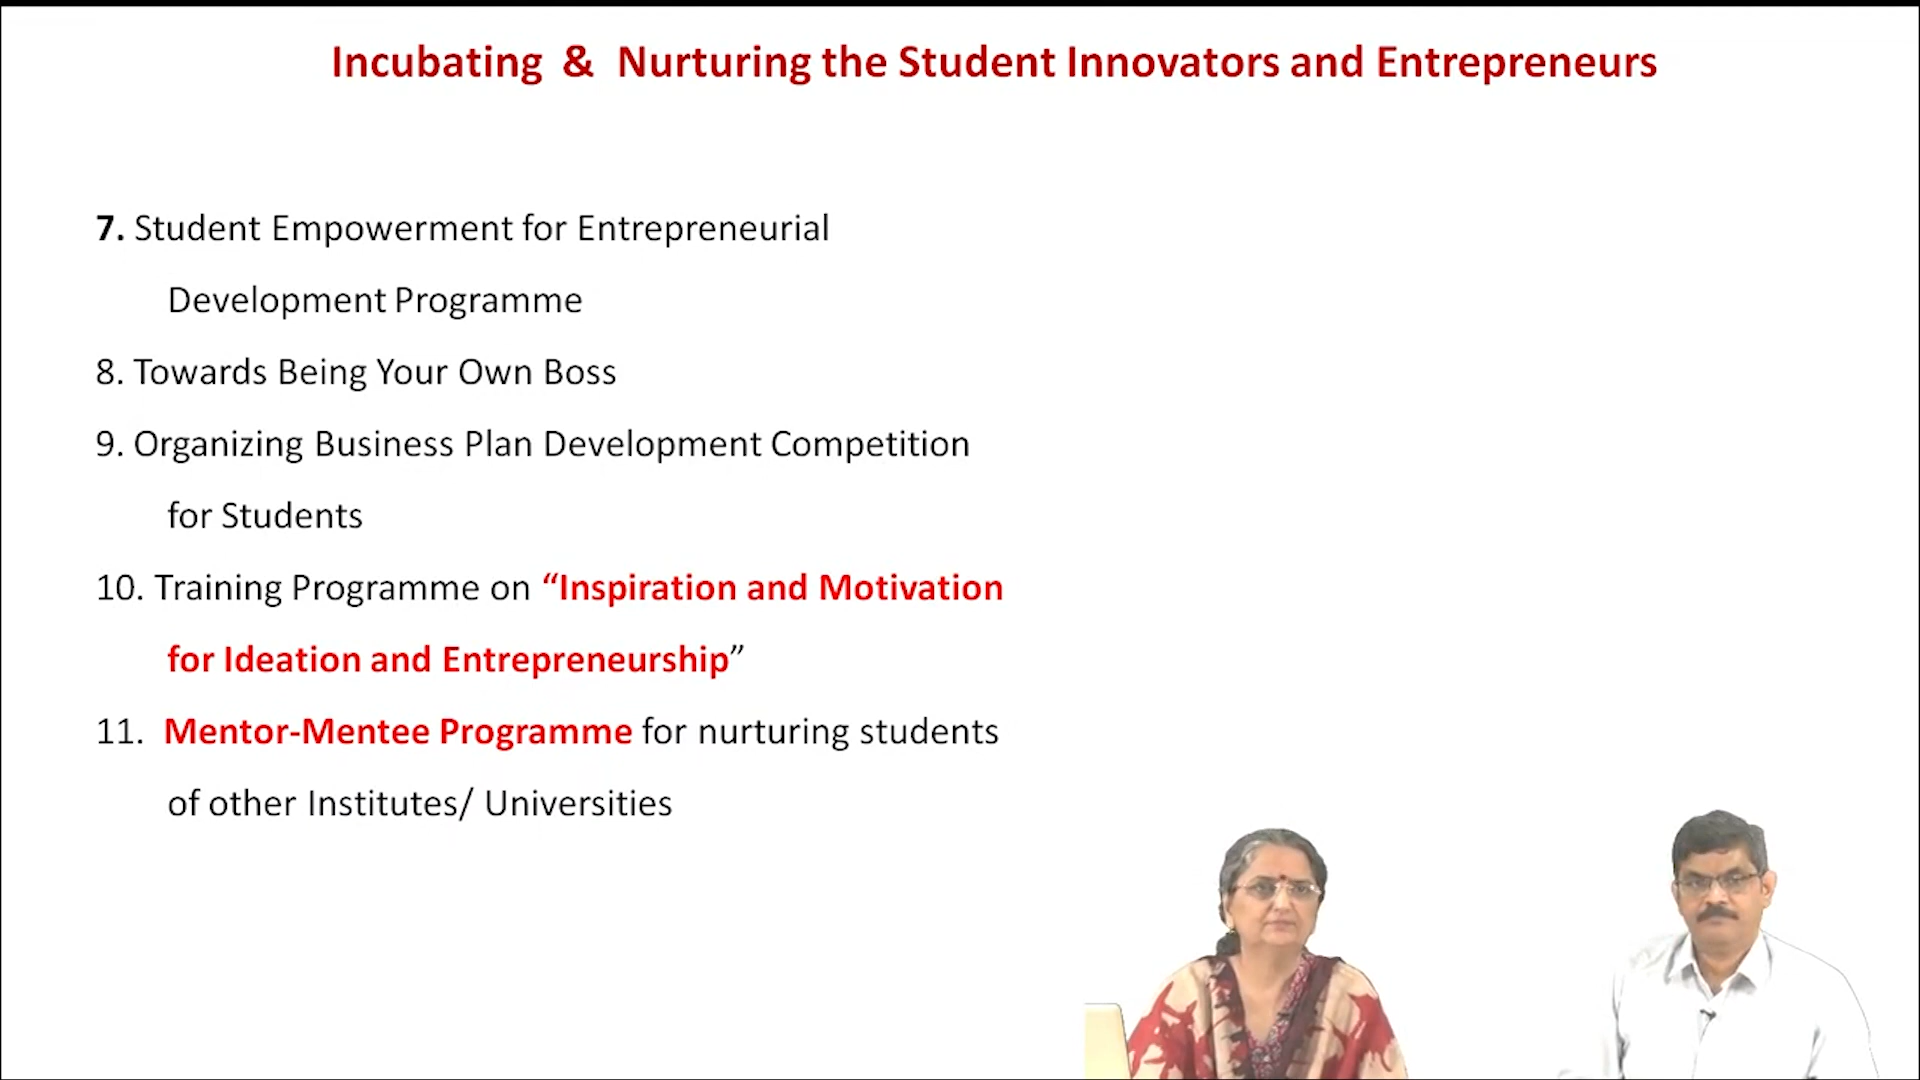 Incubating & Nurturing the Student Innovators and Entrepreneurs
7. Student Empowerment for Entrepreneurial
Development Programme
8. Towards Being Your Own Boss
9. Organizing Business Plan Development Competition
for Students
10. Training Programme on “Inspiration and Motivation
for Ideation and Entrepreneurship”
11. Mentor-Mentee Programme for nurturing students
of other Institutes/ Universities